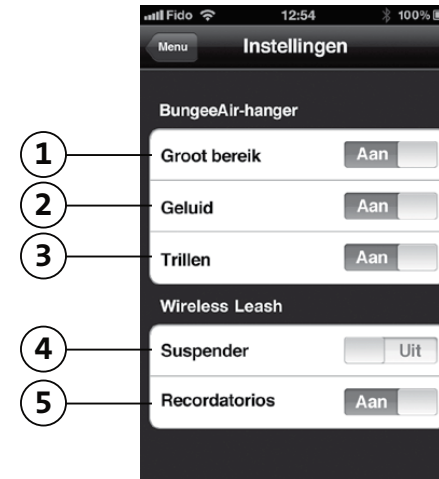 Fido 12:54 100%
Menu Instellingen
BungeeAir-hanger
1 Groot bereik Aan
2 Geluid Aan
3 Trillen Aan
Wireless Leash
4 Suspender Uit
5 Recordatorios Aan